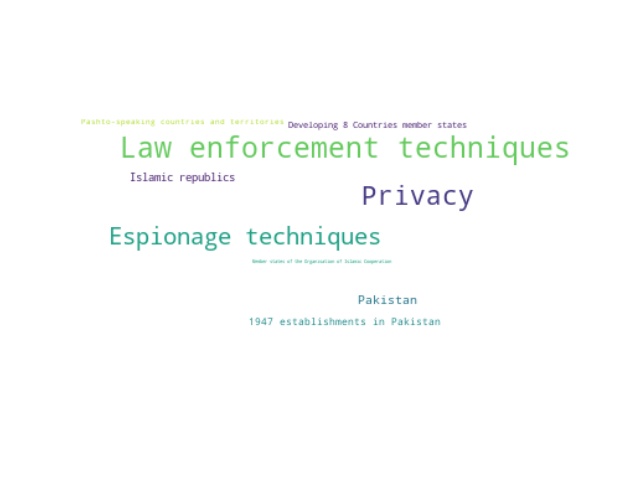 Pashto-speaking countries and territories
Developing 8 Countries member states
Law enforcement techniques
Islamic republics
Privacy
Espionage techniques
Member states of the Organisation of Islamic Cooperation
Pakistan
1947 establishments in Pakistan